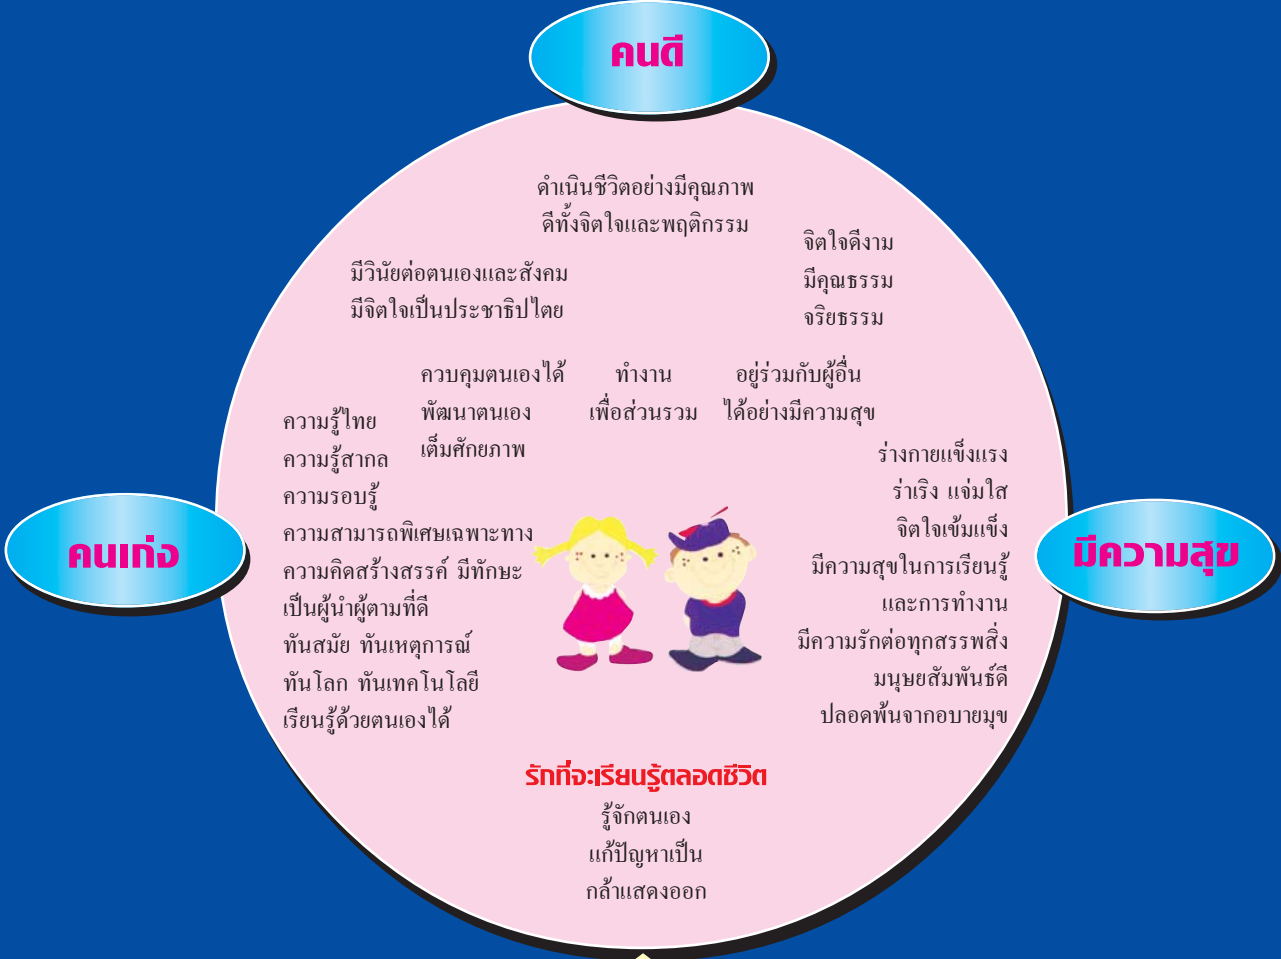 คนดี
ดำเนินชีวิตอย่างมีคุณภาพ
ดีทั้งจิตใจและพฤติกรรม
จิตใจดีงาม
มีคุณธรรม
จริยธรรม
มีวินัยต่อตนเองและสังคม
มีจิตใจเป็นประชาธิปไตย
ควบคุมตนเองได้
พัฒนาตนเอง
เต็มศักยภาพ
ทำงาน
เพื่อส่วนรวม
อยู่ร่วมกับผู้อื่น
ได้อย่างมีความสุข
คนเก่ง
ความรู้ไทย
ความรู้สากล
ความรอบรู้
ความสามารถพิเศษเฉพาะทาง
ความคิดสร้างสรรค์ มีทักษะ
เป็นผู้นำผู้ตามที่ดี
ทันสมัย ทันเหตุการณ์
ทันโลก ทันเทคโนโลยี
เรียนรู้ด้วยตนเองได้
มีความสุข
ร่างกายแข็งแรง
ร่าเริง แจ่มใส
จิตใจเข้มแข็ง
มีความสุขในการเรียนรู้
และการทำงาน
มีความรักต่อทุกสรรพสิ่ง
มนุษยสัมพันธ์ดี
ปลอดพ้นจากอบายมุข
รักที่จะเรียนรู้ตลอดชีวิต
รู้จักตนเอง
แก้ปัญหาเป็น
กล้าแสดงออก